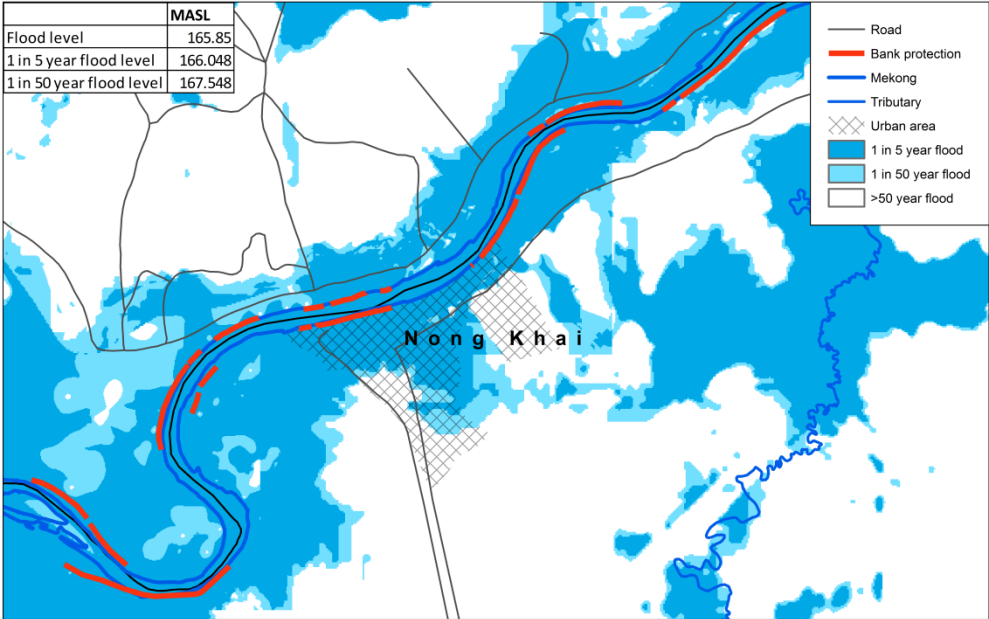 MASL
Flood level 165.85
1 in 5 year flood level 166.048
1 in 50 year flood level 167.548
Road
Bank protection
Mekong
Tributary
Urban area
1 in 5 year flood
1 in 50 year flood
>50 year flood
Nong Khai